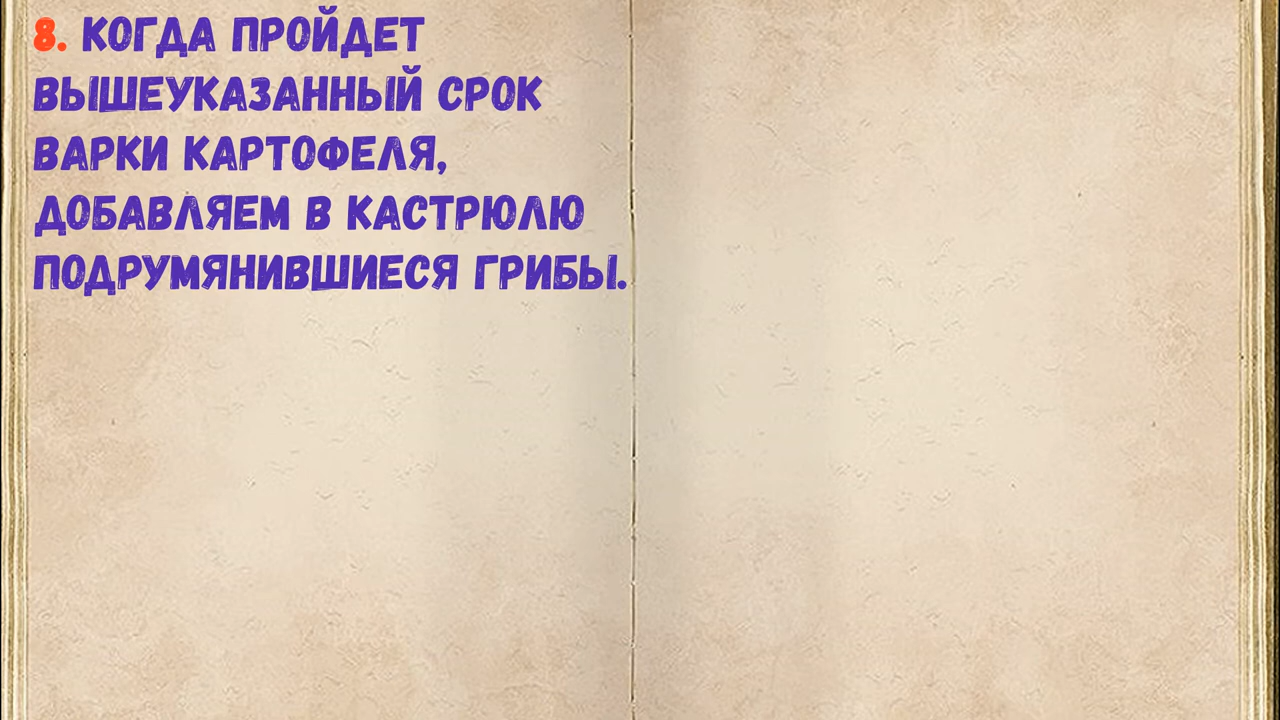 8. КОГДА ПРОЙДЕТ
ВЫШЕУКАЗАННЫЙ СРОК
ВАРКИ КАРТОФЕЛЯ,
ДОБАВЛЯЕМ В КАСТРЮЛЮ
ПОДРУМЯНИВШИЕСЯ ГРИБЫ.